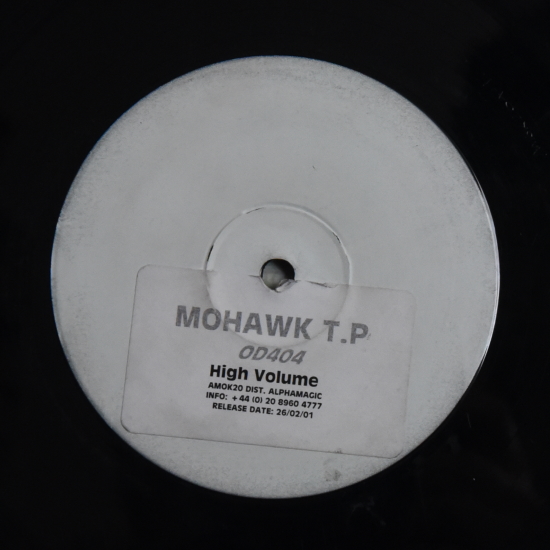 MOHAWK T.P
OD404
High Volume
AMOK20 DIST. ALPHAMAGIC
INFO: +44 (0) 20 8960 4777
RELEASE DATE: 26/02/01